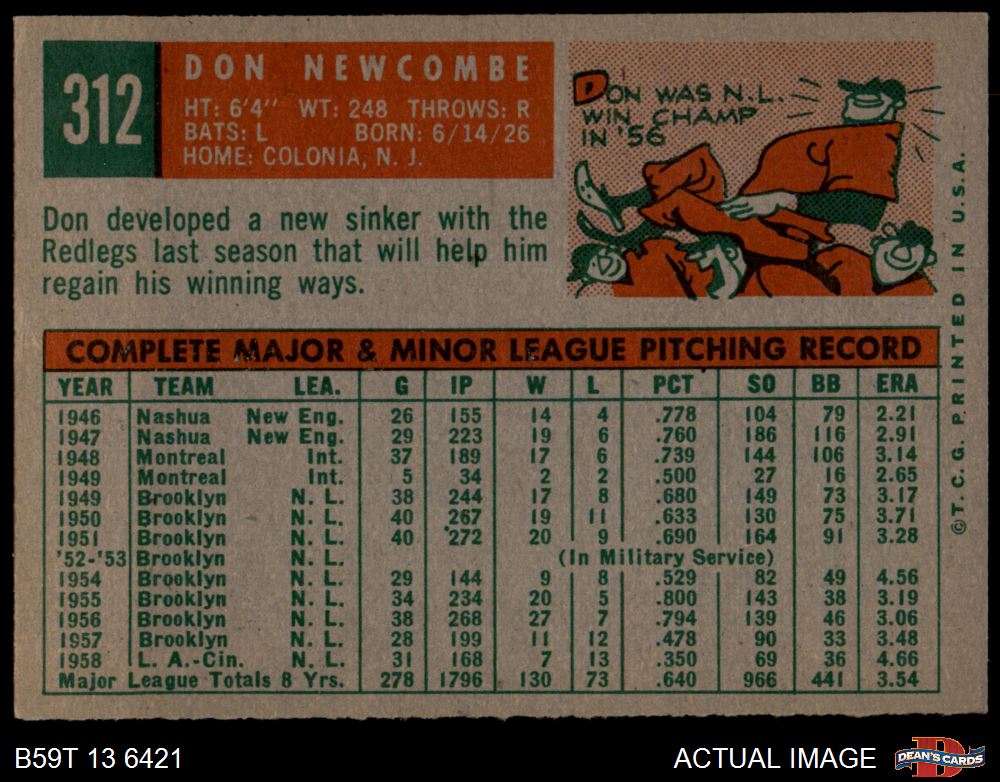 312
DON NEWCOMBE
HT: 6'4" WT: 248 THROWS: R
BATS: L BORN: 6/14/26
HOME: COLONIA, N. J.
DON WAS N.L.
WIN CHAMP
IN '56
Don developed a new sinker with the
Redlegs last season that will help him
regain his winning ways.
COMPLETE MAJOR & MINOR LEAGUE PITCHING RECORD
YEAR TEAM LEA. G IP W L PCT SO BB ERA
1946 Nashua New Eng. 26 155 14 4 .778 104 79 2.21
1947 Nashua New Eng. 29 223 19 6 .760 186 116 2.91
1948 Montreal Int. 37 189 17 6 .739 144 106 3.14
1949 Montreal Int. 5 34 2 2 .500 27 16 2.65
1949 Brooklyn N. L. 38 244 17 8 .680 149 73 3.17
1950 Brooklyn N. L. 40 267 19 11 .633 130 75 3.71
1951 Brooklyn N. L. 40 272 20 9 .690 164 91 3.28
'52-'53 Brooklyn (In Military Service)
1954 Brooklyn N. L. 29 144 9 8 .529 82 49 4.56
1955 Brooklyn N. L. 34 234 20 5 .800 143 38 3.19
1956 Brooklyn N. L. 38 268 27 7 .794 139 46 3.06
1957 Brooklyn N. L. 28 199 11 12 .478 90 33 3.48
1958 L. A.-Cin. N. L. 31 168 7 13 .350 69 36 4.66
Major League Totals 8 Yrs. 278 1796 130 73 .640 966 441 3.54
©T. C. G. PRINTED IN U.S.A.
B59T 13 6421
ACTUAL IMAGE
D
DEAN'S CARDS